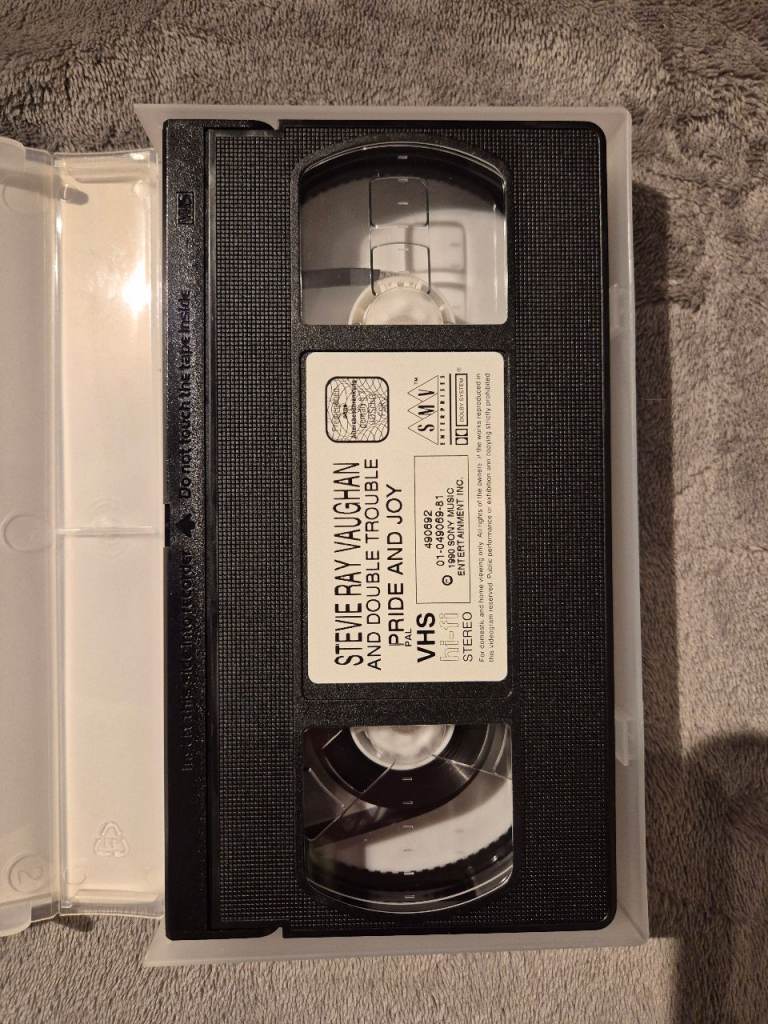 STEVIE RAY VAUGHAN
AND DOUBLE TROUBLE
PRIDE AND JOY
PAL
VHS
hi-fi
STEREO
490692
01-049069-81
© 1990 SONY MUSIC
ENTERTAINMENT INC.
SMV™
ENTERPRISES
DOLBY SYSTEM®
For domestic and home viewing only. All rights of the owners of the works reproduced in
this videogram reserved. Public performance or exhibition and copying strictly prohibited
Do not touch the tape inside
VHS